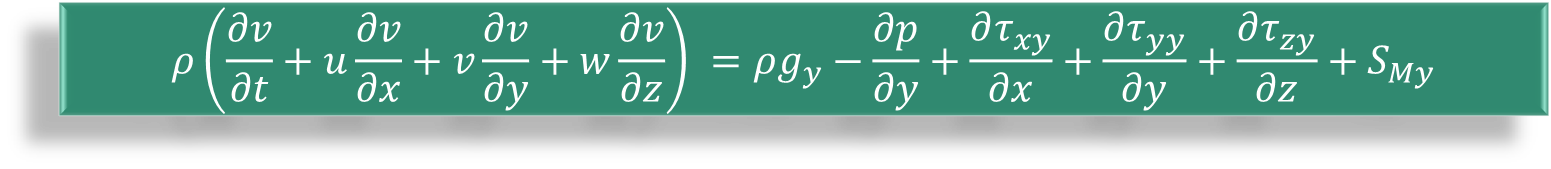 ρ(∂v/∂t + u ∂v/∂x + v ∂v/∂y + w ∂v/∂z) = ρg_y − ∂p/∂y + ∂τ_xy/∂x + ∂τ_yy/∂y + ∂τ_zy/∂z + S_My